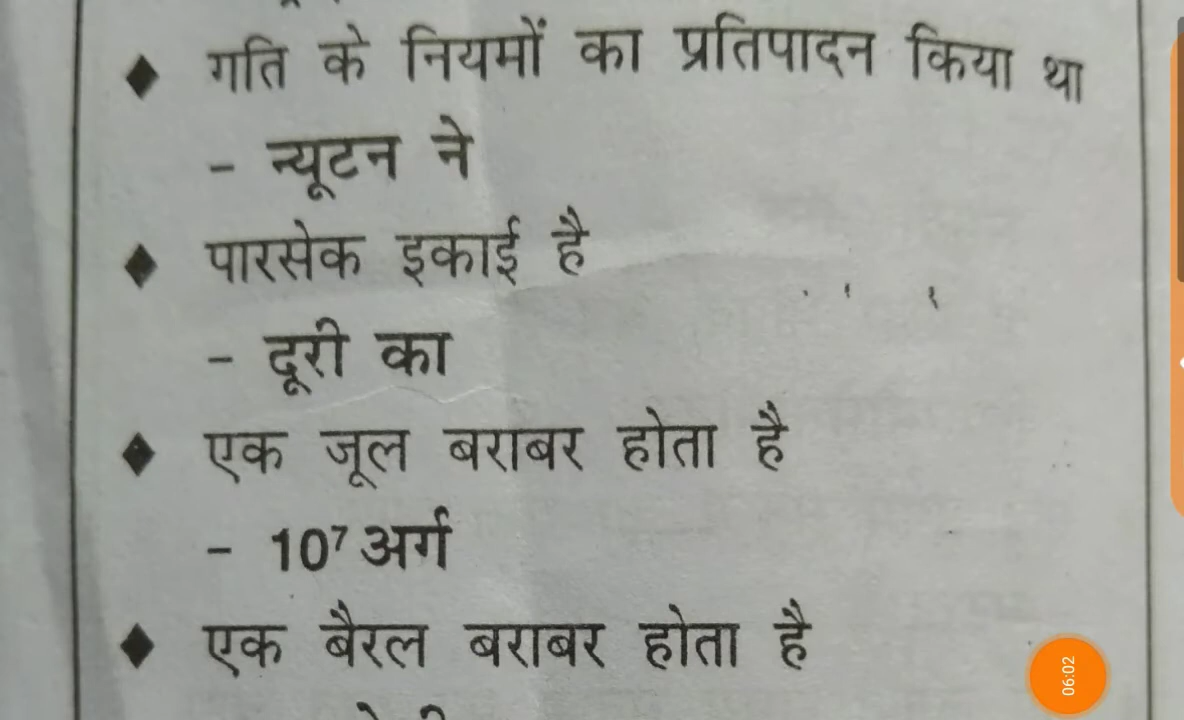 ♦ गति के नियमों का प्रतिपादन किया था
- न्यूटन ने
♦ पारसेक इकाई है
- दूरी का
♦ एक जूल बराबर होता है
- 10⁷ अर्ग
♦ एक बैरल बराबर होता है
06:02